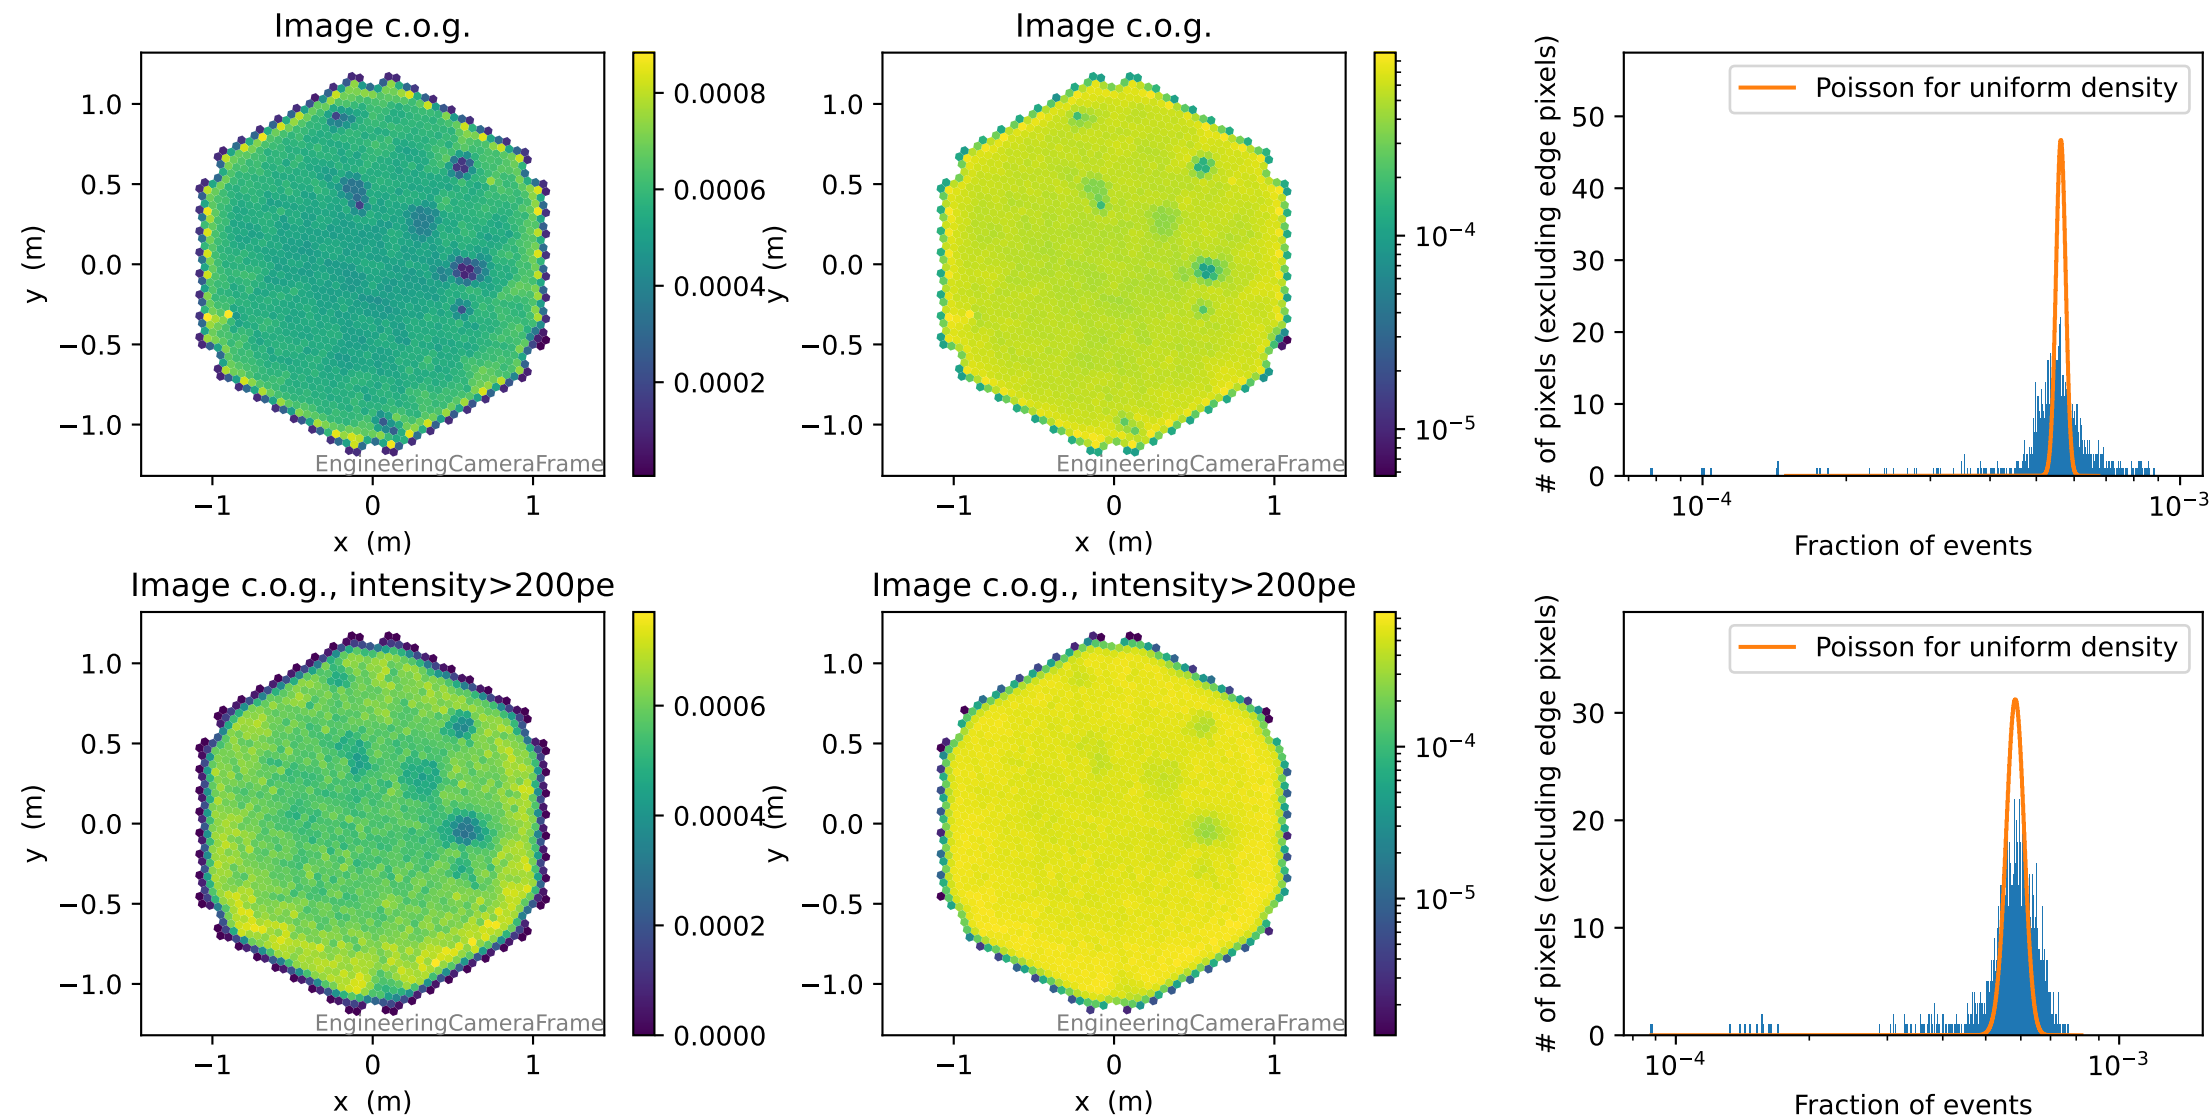 Image c.o.g.
1.0
0.5
0.0
−0.5
−1.0
y (m)
−1
0
1
x (m)
EngineeringCameraFrame
0.0008
0.0006
0.0004
0.0002
Image c.o.g.
1.0
0.5
0.0
−0.5
−1.0
y (m)
−1
0
1
x (m)
EngineeringCameraFrame
10⁻⁴
10⁻⁵
# of pixels (excluding edge pixels)
50
40
30
20
10
0
Poisson for uniform density
10⁻⁴
10⁻³
Fraction of events
Image c.o.g., intensity>200pe
1.0
0.5
0.0
−0.5
−1.0
y (m)
−1
0
1
x (m)
EngineeringCameraFrame
0.0006
0.0004
0.0002
0.0000
Image c.o.g., intensity>200pe
1.0
0.5
0.0
−0.5
−1.0
y (m)
−1
0
1
x (m)
EngineeringCameraFrame
10⁻⁴
10⁻⁵
# of pixels (excluding edge pixels)
30
20
10
0
Poisson for uniform density
10⁻⁴
10⁻³
Fraction of events